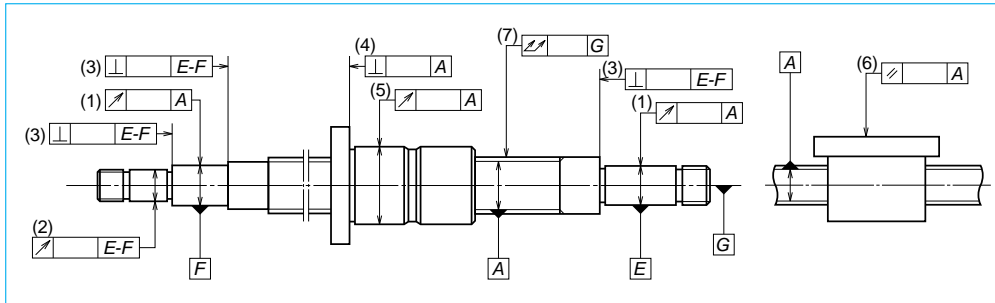 (3) ⊥ E-F
(4) ⊥ A
(7) ⌰ G
(3) ⊥ E-F
(1) ↗ A
(5) ↗ A
(1) ↗ A
(3) ⊥ E-F
(2) ↗ E-F
F
A
E
G
A
(6) ⫽ A